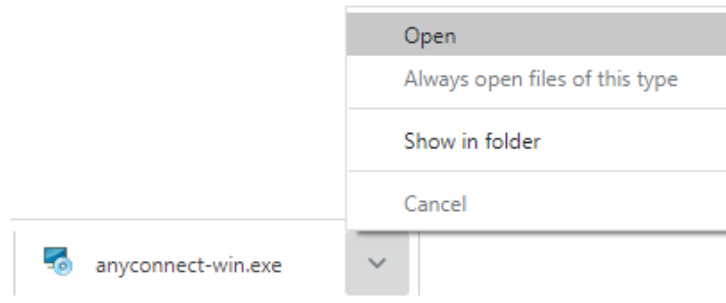 Open
Always open files of this type
Show in folder
Cancel
anyconnect-win.exe